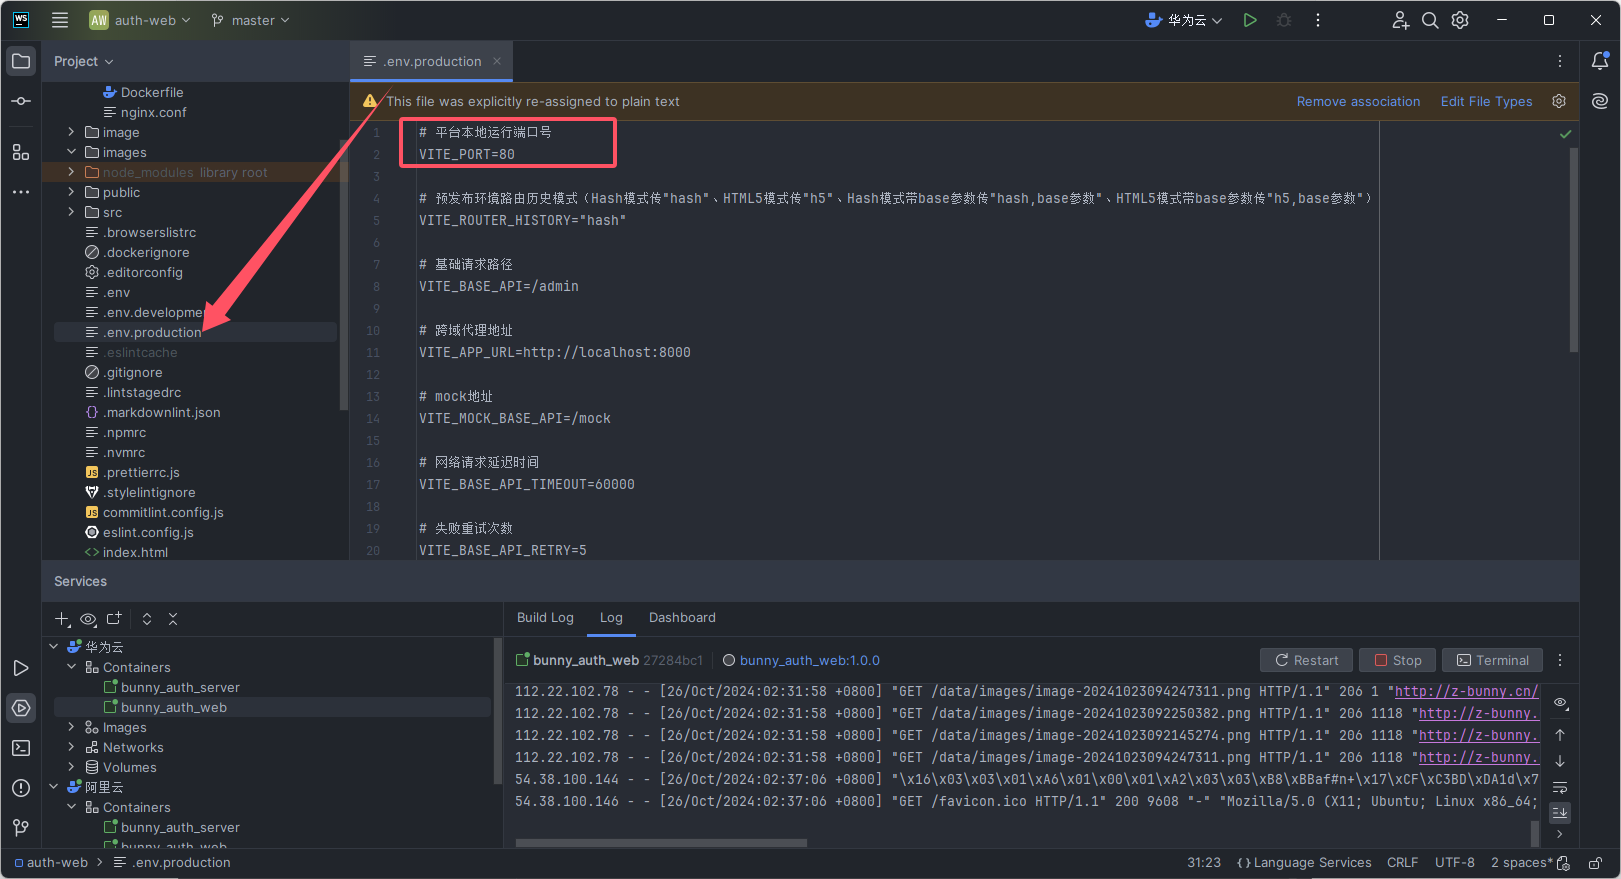 WS
AW auth-web
master
华为云
Project
.env.production
Dockerfile
nginx.conf
image
images
node_modules library root
public
src
.browserslistrc
.dockerignore
.editorconfig
.env
.env.developmen
.env.production
.eslintcache
.gitignore
.lintstagedrc
.markdownlint.json
.npmrc
.nvmrc
JS .prettierrc.js
.stylelintignore
JS commitlint.config.js
eslint.config.js
index.html
This file was explicitly re-assigned to plain text
Remove association
Edit File Types
1 # 平台本地运行端口号
2 VITE_PORT=80
3
4 # 预发布环境路由历史模式（Hash模式传"hash"、HTML5模式传"h5"、Hash模式带base参数传"hash,base参数"、HTML5模式带base参数传"h5,base参数"）
5 VITE_ROUTER_HISTORY="hash"
6
7 # 基础请求路径
8 VITE_BASE_API=/admin
9
10 # 跨域代理地址
11 VITE_APP_URL=http://localhost:8000
12
13 # mock地址
14 VITE_MOCK_BASE_API=/mock
15
16 # 网络请求延迟时间
17 VITE_BASE_API_TIMEOUT=60000
18
19 # 失败重试次数
20 VITE_BASE_API_RETRY=5
Services
华为云
Containers
bunny_auth_server
bunny_auth_web
Images
Networks
Volumes
阿里云
Containers
bunny_auth_server
bunny_auth_web
Build Log
Log
Dashboard
bunny_auth_web 27284bc1
bunny_auth_web:1.0.0
Restart
Stop
Terminal
112.22.102.78 - - [26/Oct/2024:02:31:58 +0800] "GET /data/images/image-20241023094247311.png HTTP/1.1" 206 1 "http://z-bunny.cn/
112.22.102.78 - - [26/Oct/2024:02:31:58 +0800] "GET /data/images/image-20241023092250382.png HTTP/1.1" 206 1118 "http://z-bunny.
112.22.102.78 - - [26/Oct/2024:02:31:58 +0800] "GET /data/images/image-20241023092145274.png HTTP/1.1" 206 1118 "http://z-bunny.
112.22.102.78 - - [26/Oct/2024:02:31:58 +0800] "GET /data/images/image-20241023094247311.png HTTP/1.1" 206 1118 "http://z-bunny.
54.38.100.144 - - [26/Oct/2024:02:37:06 +0800] "\x16\x03\x03\x01\xA6\x01\x00\x01\xA2\x03\x03\xB8\xBBaf#n+\x17\xCF\xC3BD\xDA1d\x7
54.38.100.146 - - [26/Oct/2024:02:37:06 +0800] "GET /favicon.ico HTTP/1.1" 200 9608 "-" "Mozilla/5.0 (X11; Ubuntu; Linux x86_64;
auth-web > .env.production
31:23
{} Language Services
CRLF
UTF-8
2 spaces*